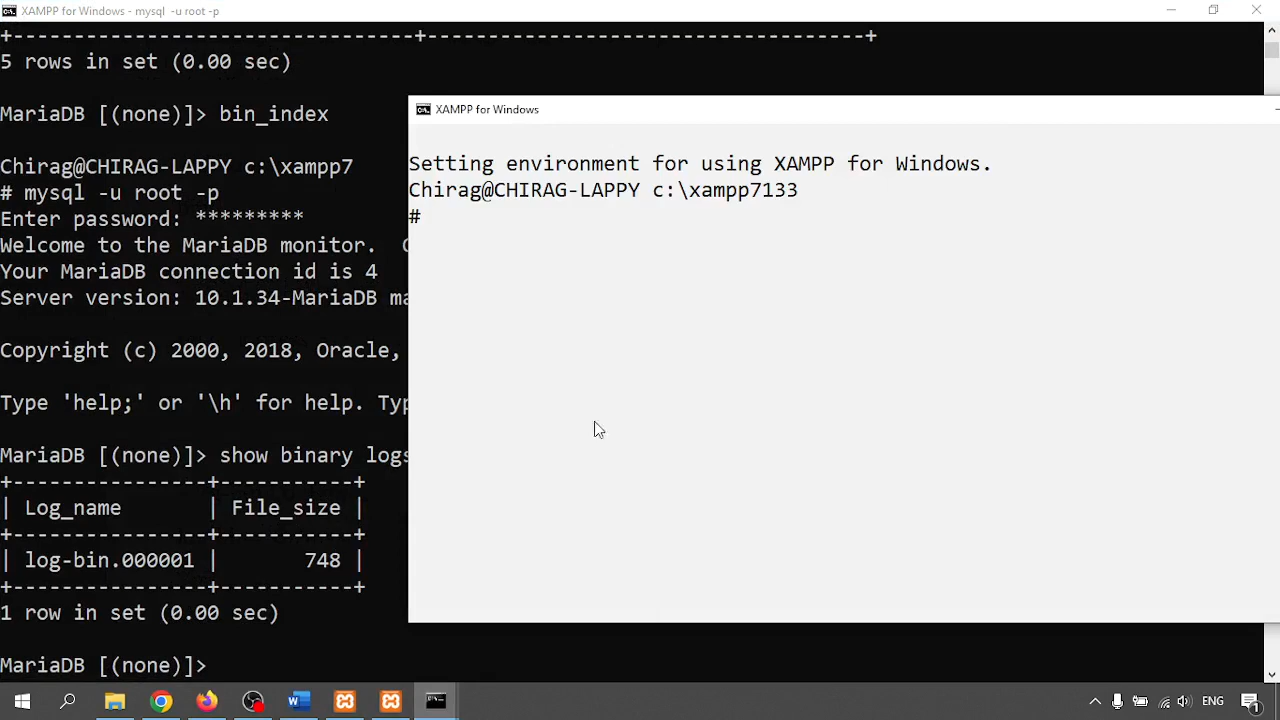 XAMPP for Windows - mysql -u root -p
+---------------------------------+-----------------------------------+
5 rows in set (0.00 sec)
MariaDB [(none)]> bin_index
Chirag@CHIRAG-LAPPY c:\xampp7
# mysql -u root -p
Enter password: *********
Welcome to the MariaDB monitor.
Your MariaDB connection id is 4
Server version: 10.1.34-MariaDB ma
Copyright (c) 2000, 2018, Oracle,
Type 'help;' or '\h' for help. Typ
MariaDB [(none)]> show binary logs
+----------------+-----------+
| Log_name | File_size |
+----------------+-----------+
| log-bin.000001 | 748 |
+----------------+-----------+
1 row in set (0.00 sec)
MariaDB [(none)]>
XAMPP for Windows
Setting environment for using XAMPP for Windows.
Chirag@CHIRAG-LAPPY c:\xampp7133
#
ENG
1